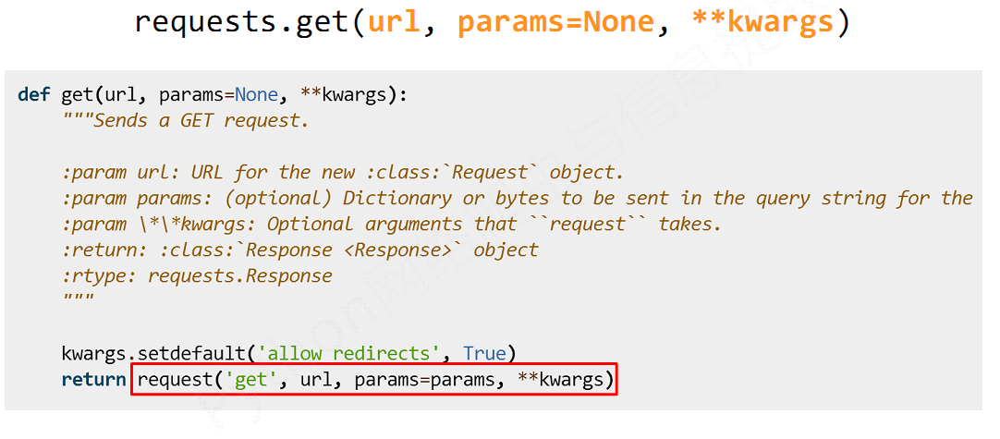 requests.get(url, params=None, **kwargs)
def get(url, params=None, **kwargs):
"""Sends a GET request.
:param url: URL for the new :class:`Request` object.
:param params: (optional) Dictionary or bytes to be sent in the query string for the
:param \*\*kwargs: Optional arguments that ``request`` takes.
:return: :class:`Response <Response>` object
:rtype: requests.Response
"""
kwargs.setdefault('allow_redirects', True)
return request('get', url, params=params, **kwargs)